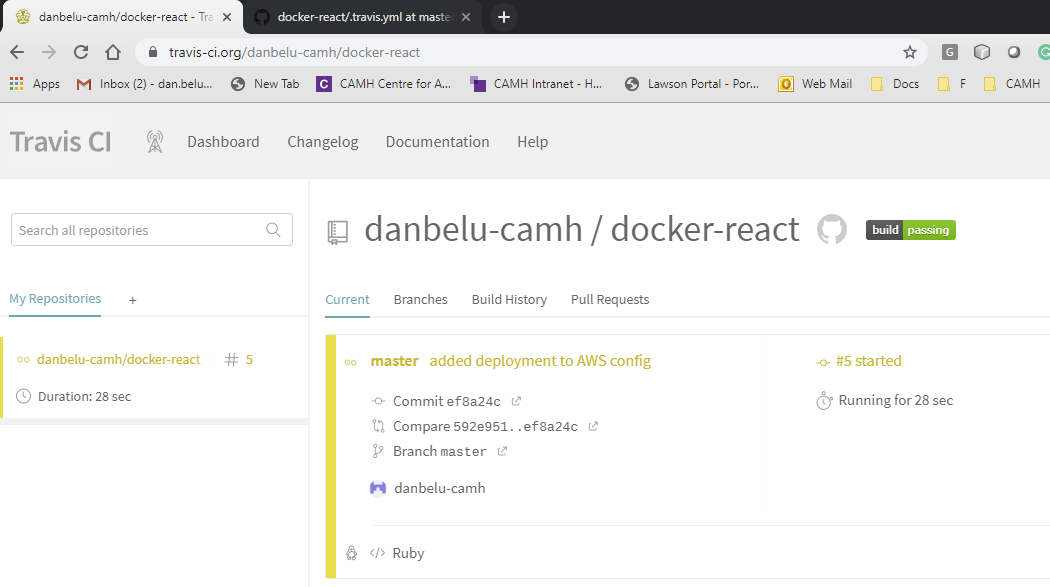 danbelu-camh/docker-react - Tra
docker-react/.travis.yml at maste
travis-ci.org/danbelu-camh/docker-react
G
Apps
Inbox (2) - dan.belu...
New Tab
C CAMH Centre for A...
CAMH Intranet - H...
Lawson Portal - Por...
Web Mail
Docs
F
CAMH
Travis CI
Dashboard
Changelog
Documentation
Help
Search all repositories
danbelu-camh / docker-react
build passing
My Repositories +
Current
Branches
Build History
Pull Requests
danbelu-camh/docker-react # 5
Duration: 28 sec
master added deployment to AWS config
#5 started
Commit ef8a24c
Running for 28 sec
Compare 592e951..ef8a24c
Branch master
danbelu-camh
</> Ruby